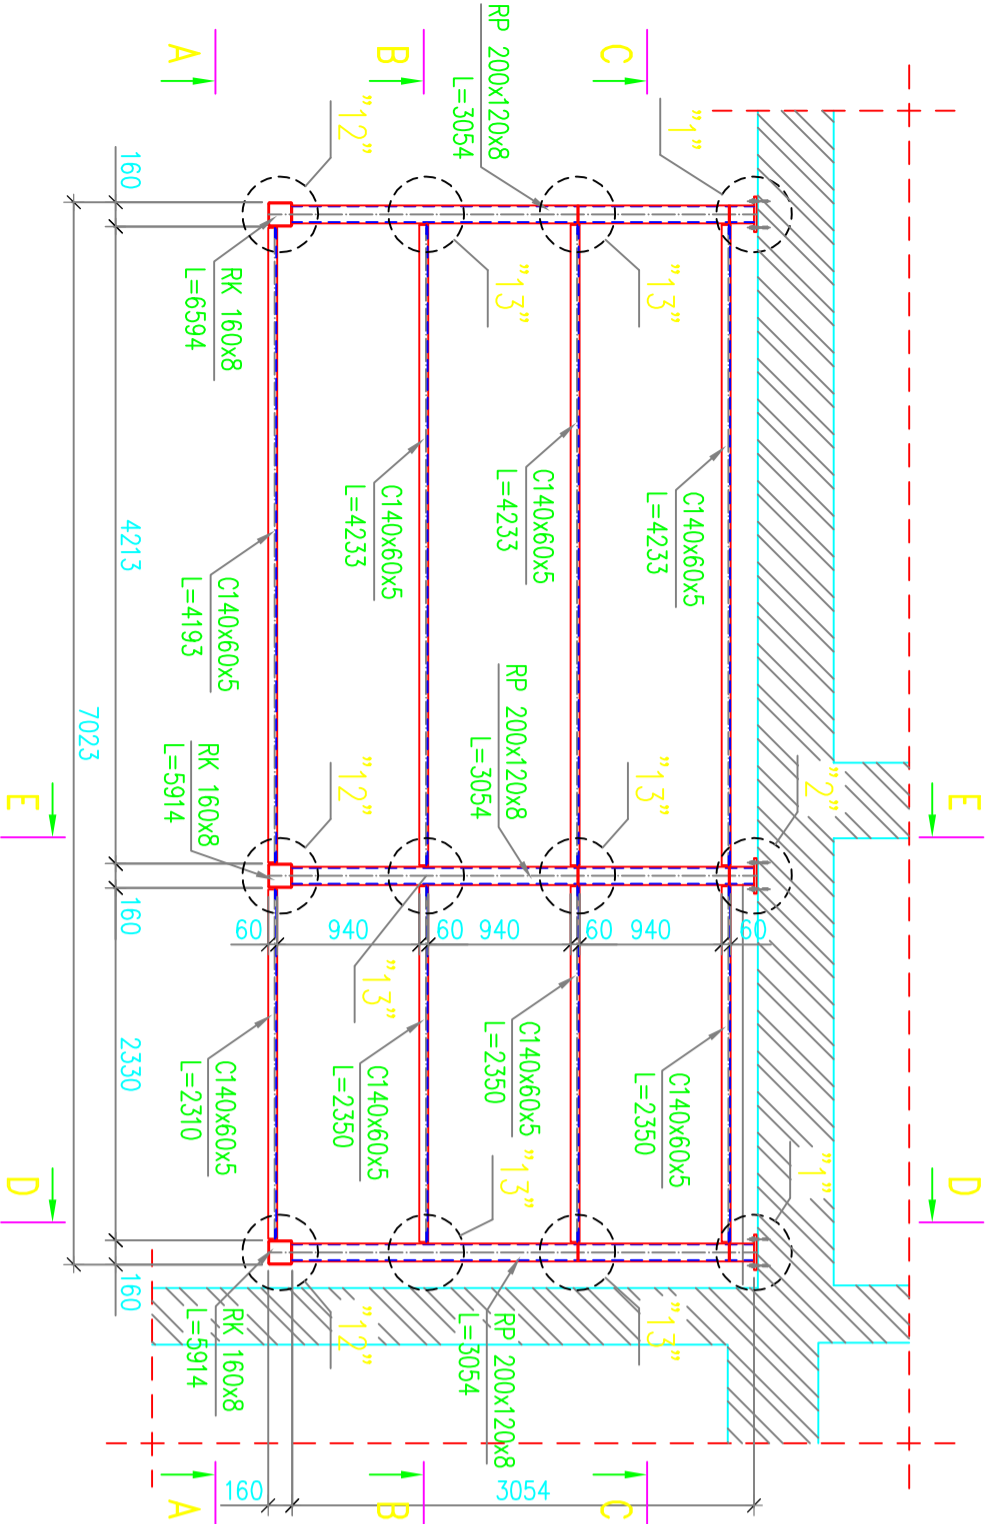 A
B
C
RP 200x120x8
L=3054
"12"
"1"
160
"13"
"13"
RK 160x8
L=6594
4213
C140x60x5
L=4193
C140x60x5
L=4233
C140x60x5
L=4233
C140x60x5
L=4233
7023
RK 160x8
L=5914
"12"
RP 200x120x8
L=3054
"13"
"2"
E
E
160
60
940
60
940
60
940
60
"13"
2330
C140x60x5
L=2310
C140x60x5
L=2350
C140x60x5
L=2350
C140x60x5
L=2350
"13"
"1"
D
D
160
RK 160x8
L=5914
"12"
RP 200x120x8
L=3054
"13"
160
3054
A
B
C